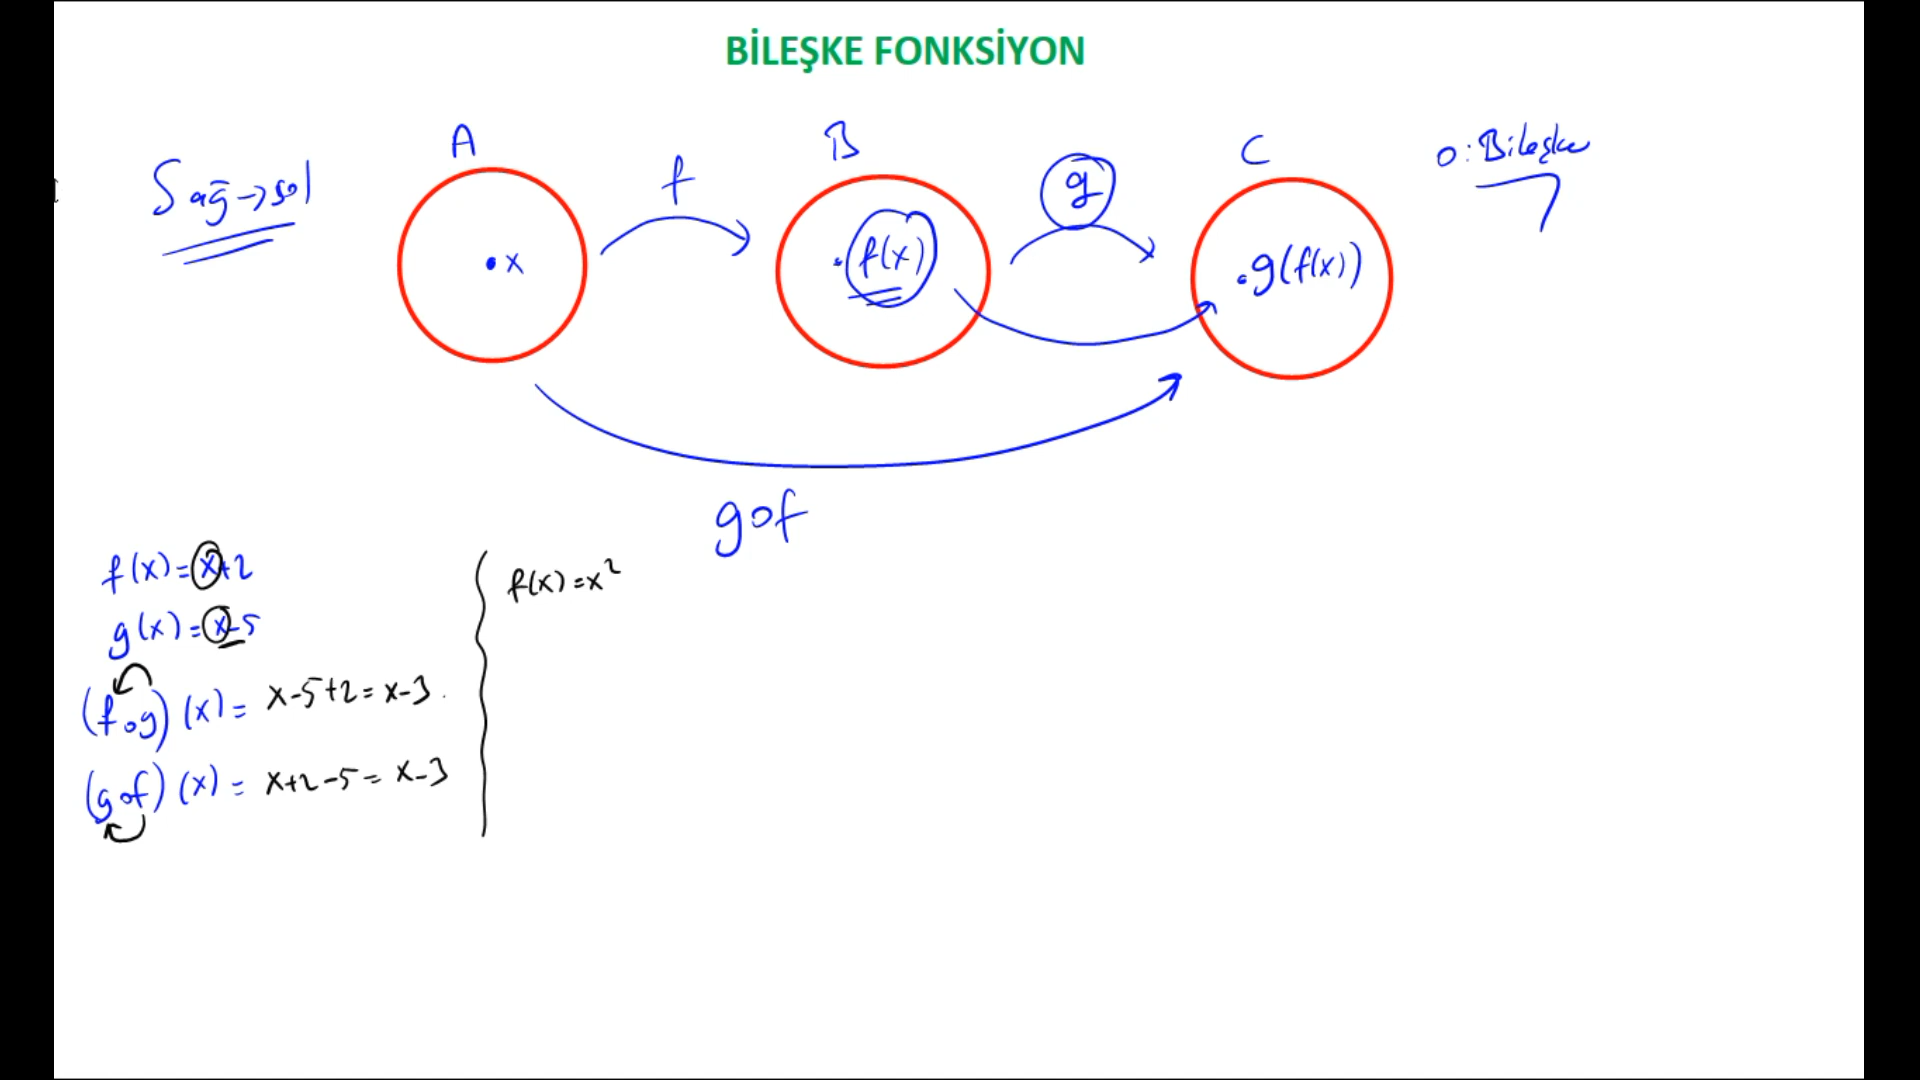 BİLEŞKE FONKSİYON
Sağ→sol
A
f
B
g
C
o: Bileşke
x
f(x)
g(f(x))
gof
f(x)=x+2
g(x)=x-5
(fog)(x)= x-5+2=x-3
(gof)(x)= x+2-5= x-3
f(x)=x²